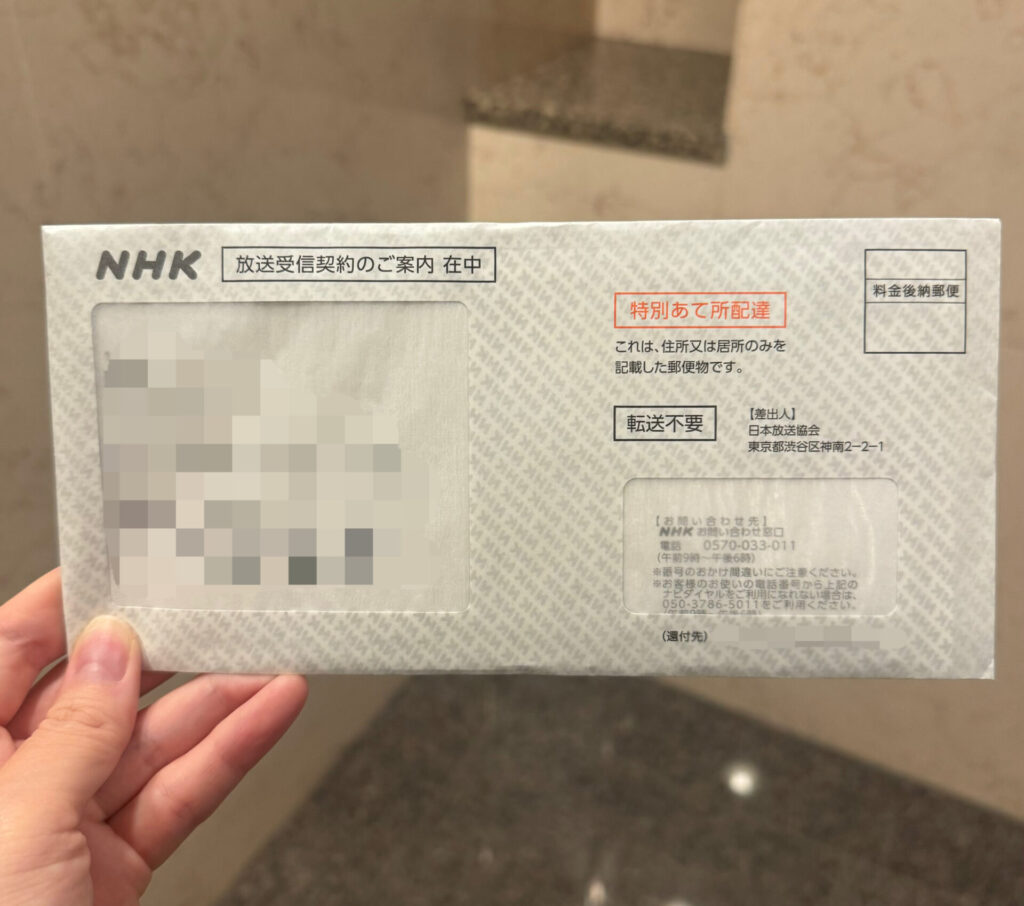 NHK 放送受信契約のご案内 在中
料金後納郵便
特別あて所配達
これは、住所又は居所のみを
記載した郵便物です。
転送不要
【差出人】
日本放送協会
東京都渋谷区神南2-2-1
【お問い合わせ先】
NHK お問い合わせ窓口
電話 0570-033-011
(午前9時~午後6時)
※番号のおかけ間違いにご注意ください。
※お客様のお使いの電話番号から上記の
ナビダイヤルをご利用になれない場合は、
050-3786-5011をご利用ください。
(午前9時~午後6時)
(還付先)